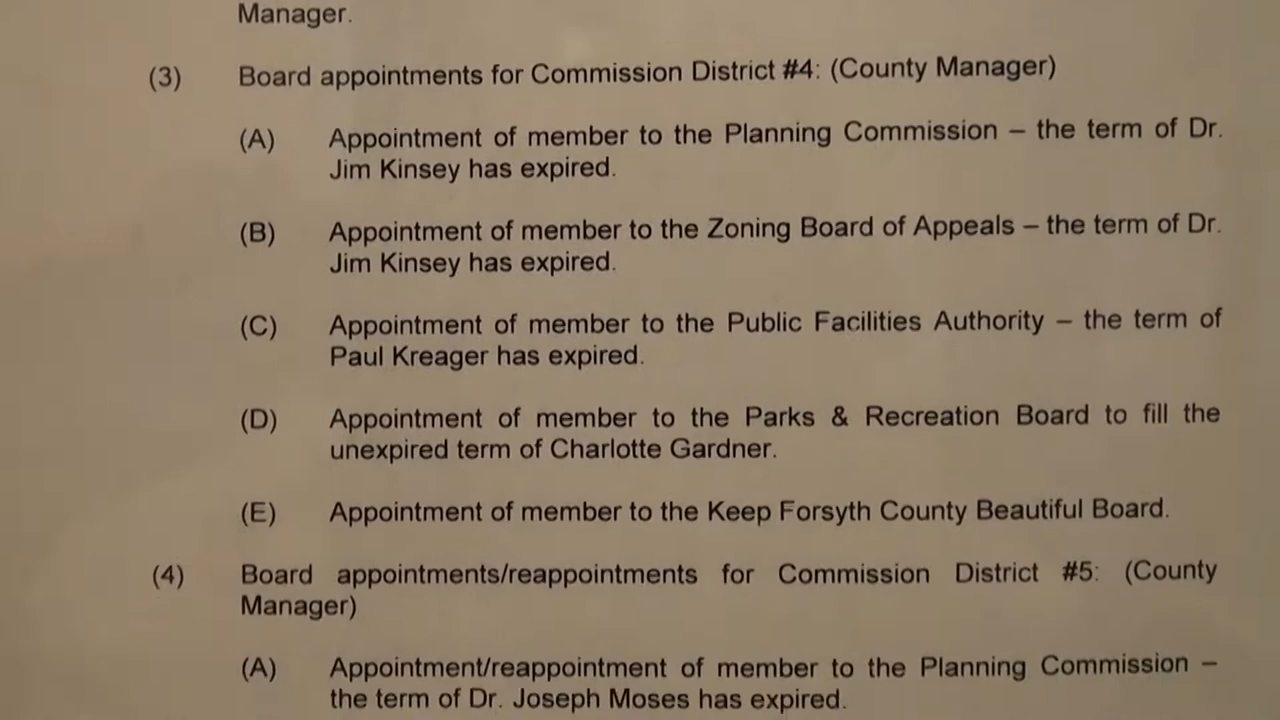 Manager.
(3) Board appointments for Commission District #4: (County Manager)
(A) Appointment of member to the Planning Commission – the term of Dr.
Jim Kinsey has expired.
(B) Appointment of member to the Zoning Board of Appeals – the term of Dr.
Jim Kinsey has expired.
(C) Appointment of member to the Public Facilities Authority – the term of
Paul Kreager has expired.
(D) Appointment of member to the Parks & Recreation Board to fill the
unexpired term of Charlotte Gardner.
(E) Appointment of member to the Keep Forsyth County Beautiful Board.
(4) Board appointments/reappointments for Commission District #5: (County
Manager)
(A) Appointment/reappointment of member to the Planning Commission –
the term of Dr. Joseph Moses has expired.